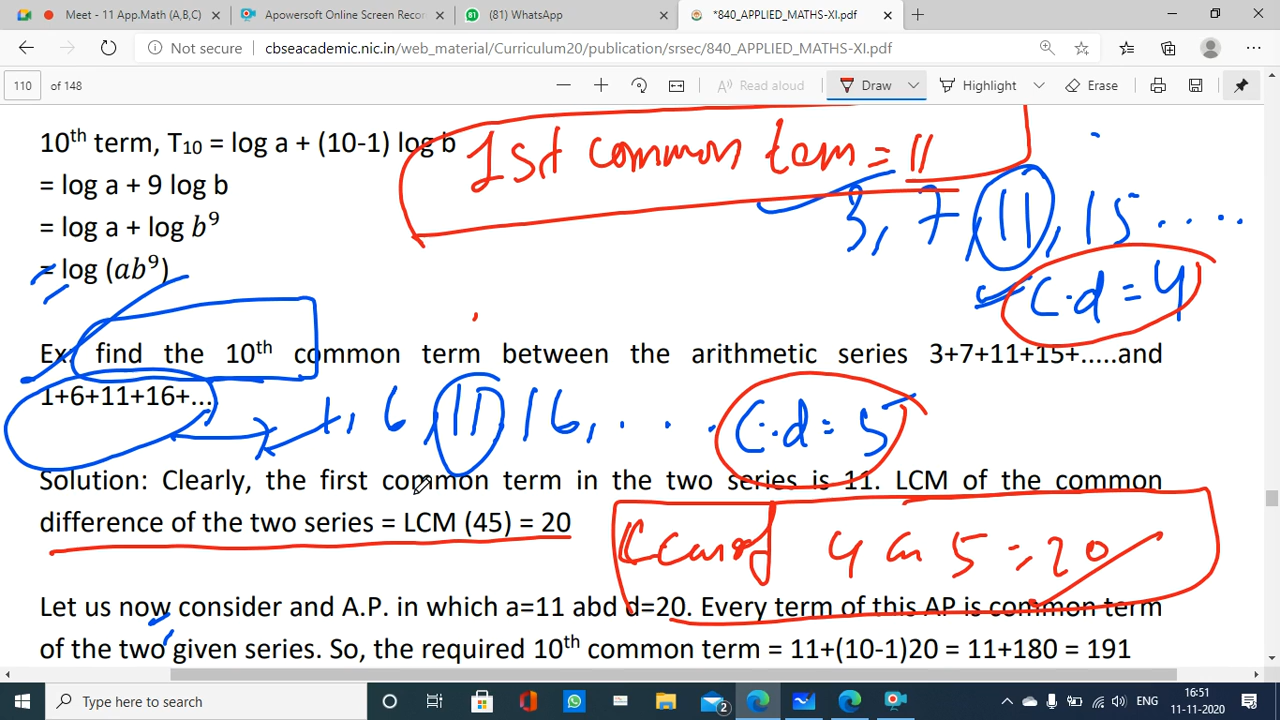 Meet - 11 App.Math (A,B,C)
Apowersoft Online Screen Recor
(81) WhatsApp
*840_APPLIED_MATHS-XI.pdf
Not secure
cbseacademic.nic.in/web_material/Curriculum20/publication/srsec/840_APPLIED_MATHS-XI.pdf
110 of 148
Read aloud
Draw
Highlight
Erase
10th term, T10 = log a + (10-1) log b
= log a + 9 log b
= log a + log b⁹
= log (ab⁹)
1st common term = 11
3, 7, 11, 15 ....
C.d = 4
Ex. find the 10th common term between the arithmetic series 3+7+11+15+.....and
1+6+11+16+...
1, 6, 11, 16, . . . .
C.d = 5
Solution: Clearly, the first common term in the two series is 11. LCM of the common
difference of the two series = LCM (45) = 20
4 5 = 20
Let us now consider and A.P. in which a=11 abd d=20. Every term of this AP is common term
of the two given series. So, the required 10th common term = 11+(10-1)20 = 11+180 = 191
Type here to search
2
ENG
16:51
11-11-2020